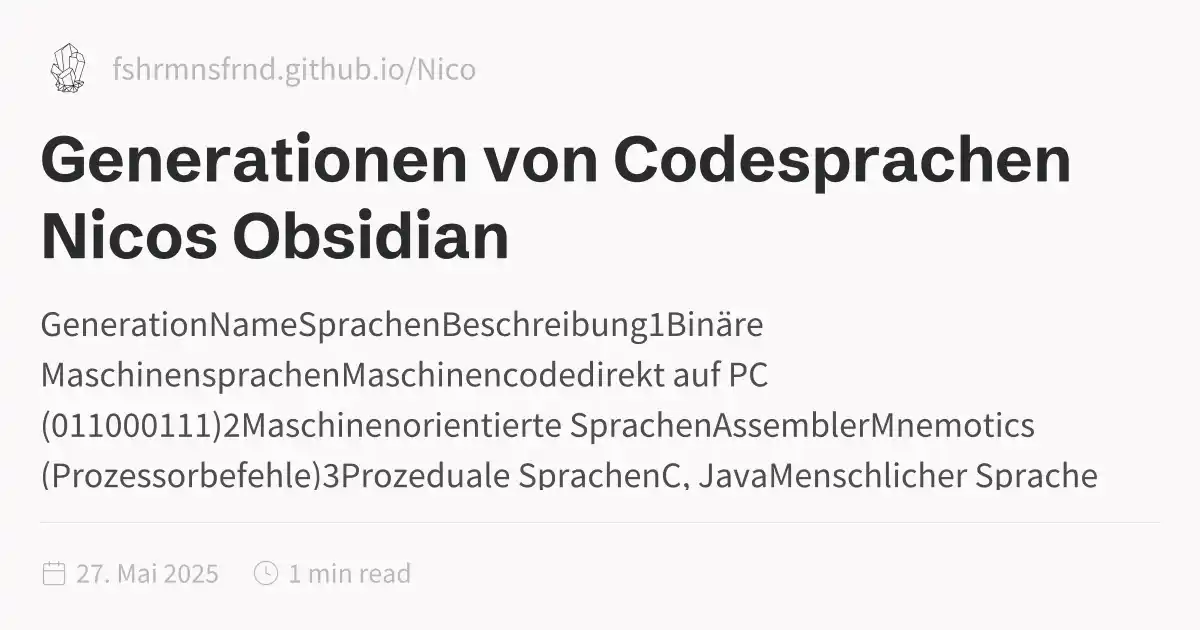 fshrmnsfrnd.github.io/Nico
Generationen von Codesprachen
Nicos Obsidian
GenerationNameSprachenBeschreibung1Binäre
MaschinensprachenMaschinencodedirekt auf PC
(011000111)2Maschinenorientierte SprachenAssemblerMnemotics
(Prozessorbefehle)3Prozeduale SprachenC, JavaMenschlicher Sprache
27. Mai 2025
1 min read